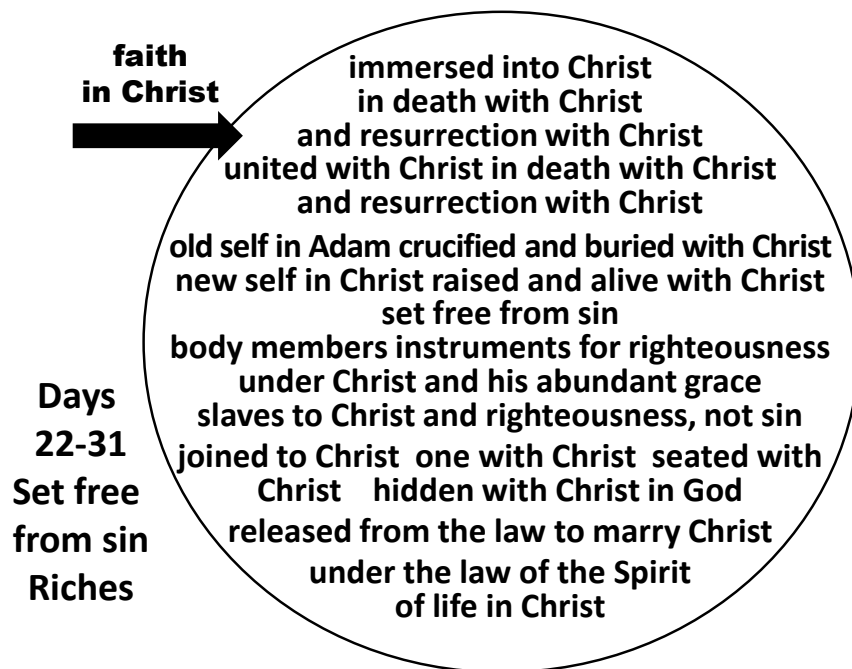 faith
in Christ
immersed into Christ
in death with Christ
and resurrection with Christ
united with Christ in death with Christ
and resurrection with Christ
old self in Adam crucified and buried with Christ
new self in Christ raised and alive with Christ
set free from sin
body members instruments for righteousness
under Christ and his abundant grace
slaves to Christ and righteousness, not sin
joined to Christ one with Christ seated with
Christ hidden with Christ in God
released from the law to marry Christ
under the law of the Spirit
of life in Christ
Days
22-31
Set free
from sin
Riches